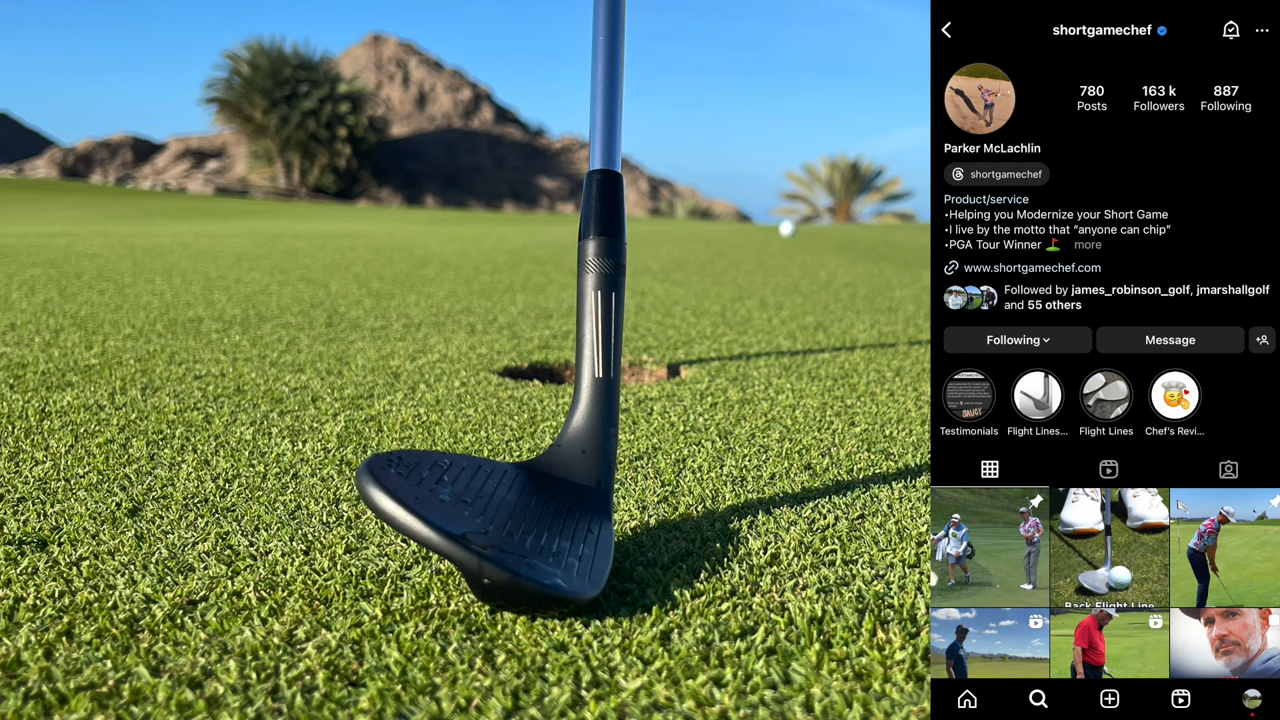 shortgamechef
780
Posts
163 k
Followers
887
Following
Parker McLachlin
shortgamechef
Product/service
•Helping you Modernize your Short Game
•I live by the motto that “anyone can chip”
•PGA Tour Winner ⛳ more
www.shortgamechef.com
Followed by james_robinson_golf, jmarshallgolf
and 55 others
Following
Message
SAUCY
Testimonials
Flight Lines...
Flight Lines
Chef's Revi...
Back Flight Line